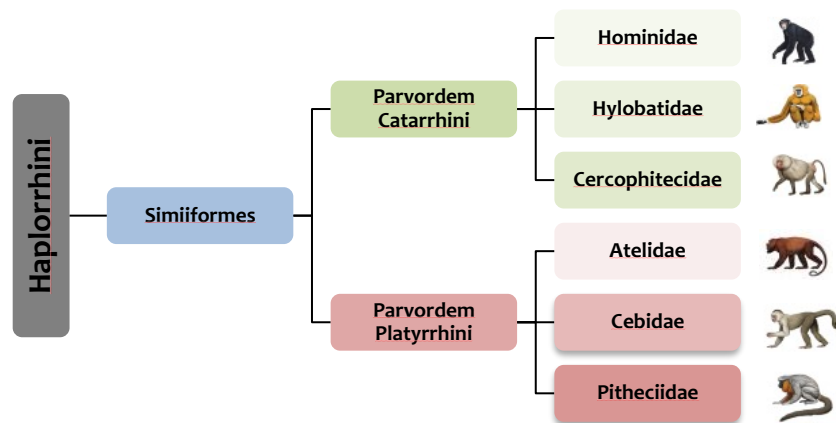 Haplorrhini
Simiiformes
Parvordem
Catarrhini
Hominidae
Hylobatidae
Cercophitecidae
Parvordem
Platyrrhini
Atelidae
Cebidae
Pitheciidae